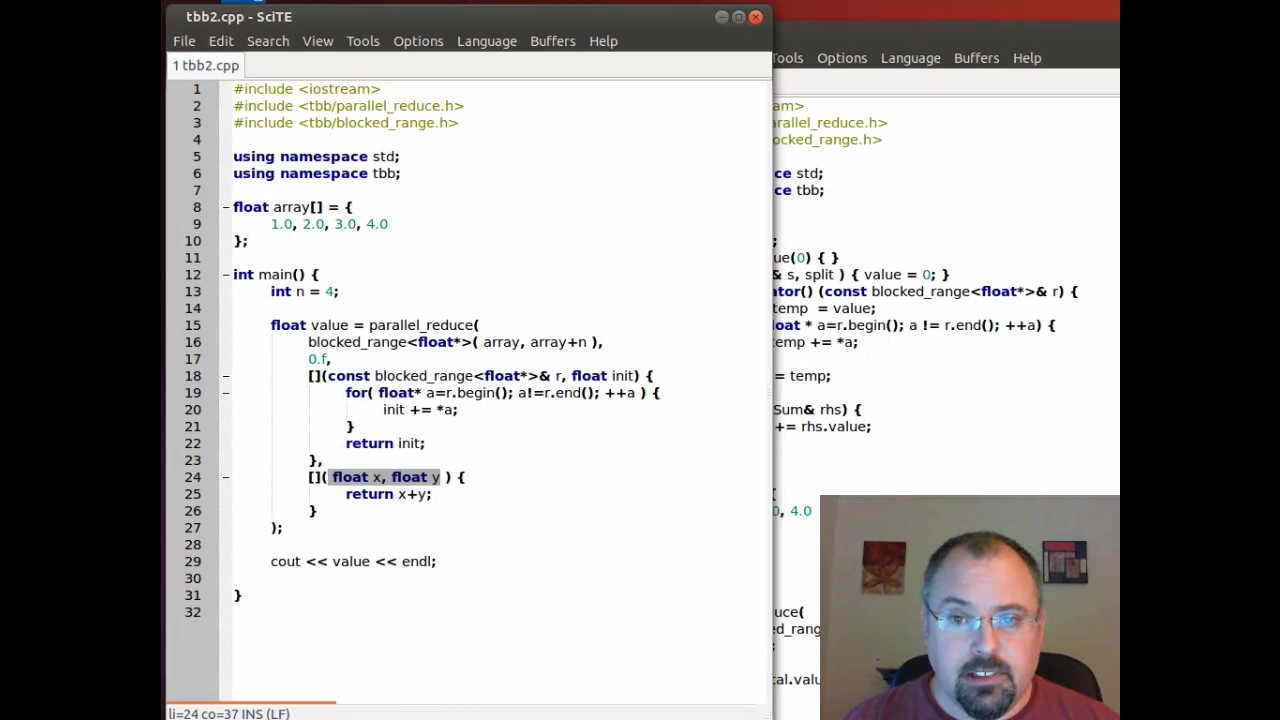 tbb2.cpp - SciTE
File Edit Search View Tools Options Language Buffers Help
1 tbb2.cpp
1 #include <iostream>
2 #include <tbb/parallel_reduce.h>
3 #include <tbb/blocked_range.h>
4
5 using namespace std;
6 using namespace tbb;
7
8 float array[] = {
9 1.0, 2.0, 3.0, 4.0
10 };
11
12 int main() {
13 int n = 4;
14
15 float value = parallel_reduce(
16 blocked_range<float*>( array, array+n ),
17 0.f,
18 [](const blocked_range<float*>& r, float init) {
19 for( float* a=r.begin(); a!=r.end(); ++a ) {
20 init += *a;
21 }
22 return init;
23 },
24 []( float x, float y ) {
25 return x+y;
26 }
27 );
28
29 cout << value << endl;
30
31 }
32
li=24 co=37 INS (LF)
Tools Options Language Buffers Help
am>
arallel_reduce.h>
ocked_range.h>
ce std;
ce tbb;
;
ue(0) { }
& s, split ) { value = 0; }
ator() (const blocked_range<float*>& r) {
temp = value;
loat * a=r.begin(); a != r.end(); ++a) {
temp += *a;
= temp;
Sum& rhs) {
+= rhs.value;
{
0, 4.0
uce(
ed_rang
;
cal.valu